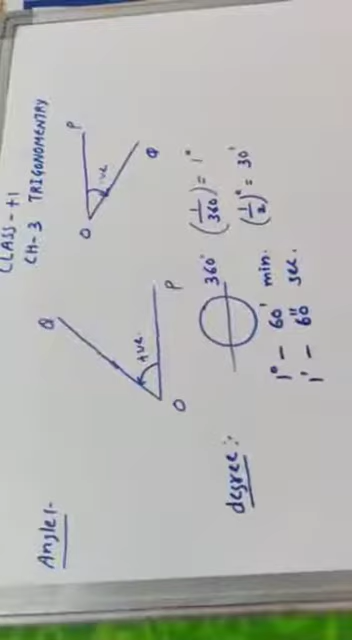 CLASS - +1
CH- 3 TRIGONOMENTRY
Angle:-
Q
+ve
O
P
P
-ve
O
Q
degree :-
360°
(1/360) = 1°
1° - 60' min.
(1/2)° = 30'
1' - 60" sec.